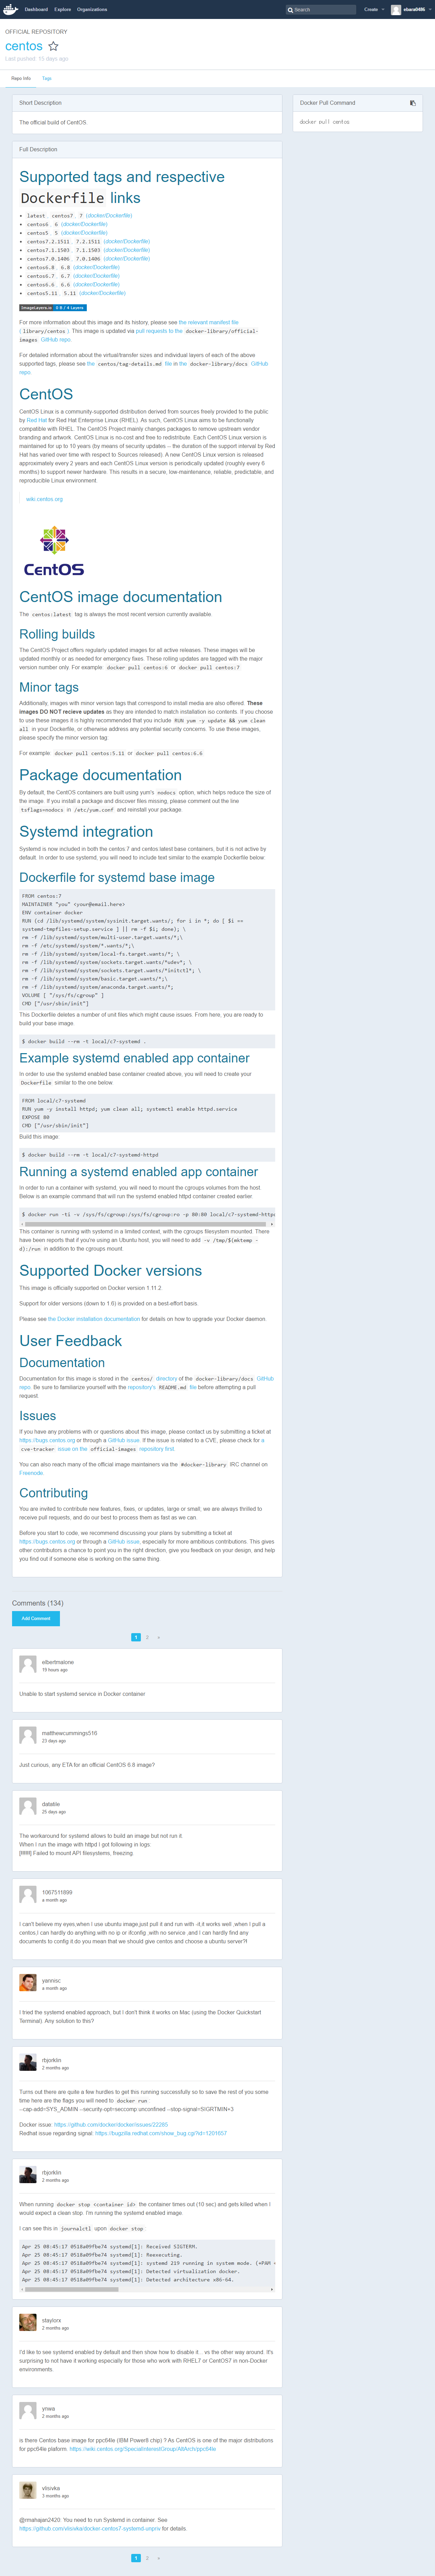 Dashboard Explore Organizations Search Create ebara0486
OFFICIAL REPOSITORY
centos
Last pushed: 15 days ago
Repo Info Tags
Short Description
The official build of CentOS.
Docker Pull Command
docker pull centos
Full Description
Supported tags and respective
Dockerfile links
latest , centos7 , 7 (docker/Dockerfile)
centos6 , 6 (docker/Dockerfile)
centos5 , 5 (docker/Dockerfile)
centos7.2.1511 , 7.2.1511 (docker/Dockerfile)
centos7.1.1503 , 7.1.1503 (docker/Dockerfile)
centos7.0.1406 , 7.0.1406 (docker/Dockerfile)
centos6.8 , 6.8 (docker/Dockerfile)
centos6.7 , 6.7 (docker/Dockerfile)
centos6.6 , 6.6 (docker/Dockerfile)
centos5.11 , 5.11 (docker/Dockerfile)
For more information about this image and its history, please see the relevant manifest file
( library/centos ). This image is updated via pull requests to the docker-library/official-
images GitHub repo.
For detailed information about the virtual/transfer sizes and individual layers of each of the above
supported tags, please see the centos/tag-details.md file in the docker-library/docs GitHub
repo.
CentOS
CentOS Linux is a community-supported distribution derived from sources freely provided to the public
by Red Hat for Red Hat Enterprise Linux (RHEL). As such, CentOS Linux aims to be functionally
compatible with RHEL. The CentOS Project mainly changes packages to remove upstream vendor
branding and artwork. CentOS Linux is no-cost and free to redistribute. Each CentOS Linux version is
maintained for up to 10 years (by means of security updates -- the duration of the support interval by Red
Hat has varied over time with respect to Sources released). A new CentOS Linux version is released
approximately every 2 years and each CentOS Linux version is periodically updated (roughly every 6
months) to support newer hardware. This results in a secure, low-maintenance, reliable, predictable, and
reproducible Linux environment.
wiki.centos.org
CentOS
CentOS image documentation
The centos:latest tag is always the most recent version currently available.
Rolling builds
The CentOS Project offers regularly updated images for all active releases. These images will be
updated monthly or as needed for emergency fixes. These rolling updates are tagged with the major
version number only. For example: docker pull centos:6 or docker pull centos:7
Minor tags
Additionally, images with minor version tags that correspond to install media are also offered. These
images DO NOT recieve updates as they are intended to match installation iso contents. If you choose
to use these images it is highly recommended that you include RUN yum -y update && yum clean
all in your Dockerfile, or otherwise address any potential security concerns. To use these images,
please specify the minor version tag:
For example: docker pull centos:5.11 or docker pull centos:6.6
Package documentation
By default, the CentOS containers are built using yum's nodocs option, which helps reduce the size of
the image. If you install a package and discover files missing, please comment out the line
tsflags=nodocs in /etc/yum.conf and reinstall your package.
Systemd integration
Systemd is now included in both the centos:7 and centos:latest base containers, but it is not active by
default. In order to use systemd, you will need to include text similar to the example Dockerfile below:
Dockerfile for systemd base image
FROM centos:7
MAINTAINER "you" <your@email.here>
ENV container docker
RUN (cd /lib/systemd/system/sysinit.target.wants/; for i in *; do [ $i ==
systemd-tmpfiles-setup.service ] || rm -f $i; done); \
rm -f /lib/systemd/system/multi-user.target.wants/*;\
rm -f /etc/systemd/system/*.wants/*;\
rm -f /lib/systemd/system/local-fs.target.wants/*; \
rm -f /lib/systemd/system/sockets.target.wants/*udev*; \
rm -f /lib/systemd/system/sockets.target.wants/*initctl*; \
rm -f /lib/systemd/system/basic.target.wants/*;\
rm -f /lib/systemd/system/anaconda.target.wants/*;
VOLUME [ "/sys/fs/cgroup" ]
CMD ["/usr/sbin/init"]
This Dockerfile deletes a number of unit files which might cause issues. From here, you are ready to
build your base image.
$ docker build --rm -t local/c7-systemd .
Example systemd enabled app container
In order to use the systemd enabled base container created above, you will need to create your
Dockerfile similar to the one below.
FROM local/c7-systemd
RUN yum -y install httpd; yum clean all; systemctl enable httpd.service
EXPOSE 80
CMD ["/usr/sbin/init"]
Build this image:
$ docker build --rm -t local/c7-systemd-httpd
Running a systemd enabled app container
In order to run a container with systemd, you will need to mount the cgroups volumes from the host.
Below is an example command that will run the systemd enabled httpd container created earlier.
$ docker run -ti -v /sys/fs/cgroup:/sys/fs/cgroup:ro -p 80:80 local/c7-systemd-httpd
This container is running with systemd in a limited context, with the cgroups filesystem mounted. There
have been reports that if you're using an Ubuntu host, you will need to add -v /tmp/$(mktemp -
d):/run in addition to the cgroups mount.
Supported Docker versions
This image is officially supported on Docker version 1.11.2.
Support for older versions (down to 1.6) is provided on a best-effort basis.
Please see the Docker installation documentation for details on how to upgrade your Docker daemon.
User Feedback
Documentation
Documentation for this image is stored in the centos/ directory of the docker-library/docs GitHub
repo. Be sure to familiarize yourself with the repository's README.md file before attempting a pull
request.
Issues
If you have any problems with or questions about this image, please contact us by submitting a ticket at
https://bugs.centos.org or through a GitHub issue. If the issue is related to a CVE, please check for a
cve-tracker issue on the official-images repository first.
You can also reach many of the official image maintainers via the #docker-library IRC channel on
Freenode.
Contributing
You are invited to contribute new features, fixes, or updates, large or small; we are always thrilled to
receive pull requests, and do our best to process them as fast as we can.
Before you start to code, we recommend discussing your plans by submitting a ticket at
https://bugs.centos.org or through a GitHub issue, especially for more ambitious contributions. This gives
other contributors a chance to point you in the right direction, give you feedback on your design, and help
you find out if someone else is working on the same thing.
Comments (134)
Add Comment
1 2 »
elbertmalone
19 hours ago
Unable to start systemd service in Docker container
matthewcummings516
23 days ago
Just curious, any ETA for an official CentOS 6.8 image?
datatile
25 days ago
The workaround for systemd allows to build an image but not run it.
When I run the image with httpd I got following in logs:
[!!!!!!] Failed to mount API filesystems, freezing.
1067511899
a month ago
I can't believe my eyes,when I use ubuntu image,just pull it and run with -it,it works well .when I pull a
centos,I can hardly do anything with no ip or ifconfig ,with no service ,and I can hardly find any
documents to config.it do you mean that we should give centos and choose a ubuntu server?!!
yannisc
a month ago
I tried the systemd enabled approach, but I don't think it works on Mac (using the Docker Quickstart
Terminal). Any solution to this?
rbjorklin
2 months ago
Turns out there are quite a few hurdles to get this running successfully so to save the rest of you some
time here are the flags you will need to docker run :
--cap-add=SYS_ADMIN --security-opt=seccomp:unconfined --stop-signal=SIGRTMIN+3
Docker issue: https://github.com/docker/docker/issues/22285
Redhat issue regarding signal: https://bugzilla.redhat.com/show_bug.cgi?id=1201657
rbjorklin
2 months ago
When running docker stop <container id> the container times out (10 sec) and gets killed when I
would expect a clean stop. I'm running the systemd enabled image.
I can see this in journalctl upon docker stop :
Apr 25 08:45:17 0518a09fbe74 systemd[1]: Received SIGTERM.
Apr 25 08:45:17 0518a09fbe74 systemd[1]: Reexecuting.
Apr 25 08:45:17 0518a09fbe74 systemd[1]: systemd 219 running in system mode. (+PAM +
Apr 25 08:45:17 0518a09fbe74 systemd[1]: Detected virtualization docker.
Apr 25 08:45:17 0518a09fbe74 systemd[1]: Detected architecture x86-64.
staylorx
2 months ago
I'd like to see systemd enabled by default and then show how to disable it... vs the other way around. It's
surprising to not have it working especially for those who work with RHEL7 or CentOS7 in non-Docker
environments.
ynwa
2 months ago
is there Centos base image for ppc64le (IBM Power8 chip) ? As CentOS is one of the major distributions
for ppc64le platform. https://wiki.centos.org/SpecialInterestGroup/AltArch/ppc64le
vlisivka
3 months ago
@nmahajan2420: You need to run Systemd in container. See
https://github.com/vlisivka/docker-centos7-systemd-unpriv for details.
1 2 »